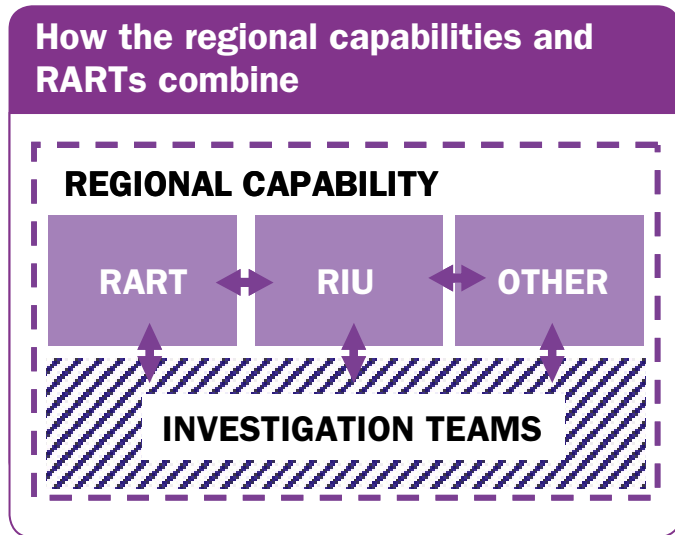 How the regional capabilities and
RARTs combine
REGIONAL CAPABILITY
RART
RIU
OTHER
INVESTIGATION TEAMS